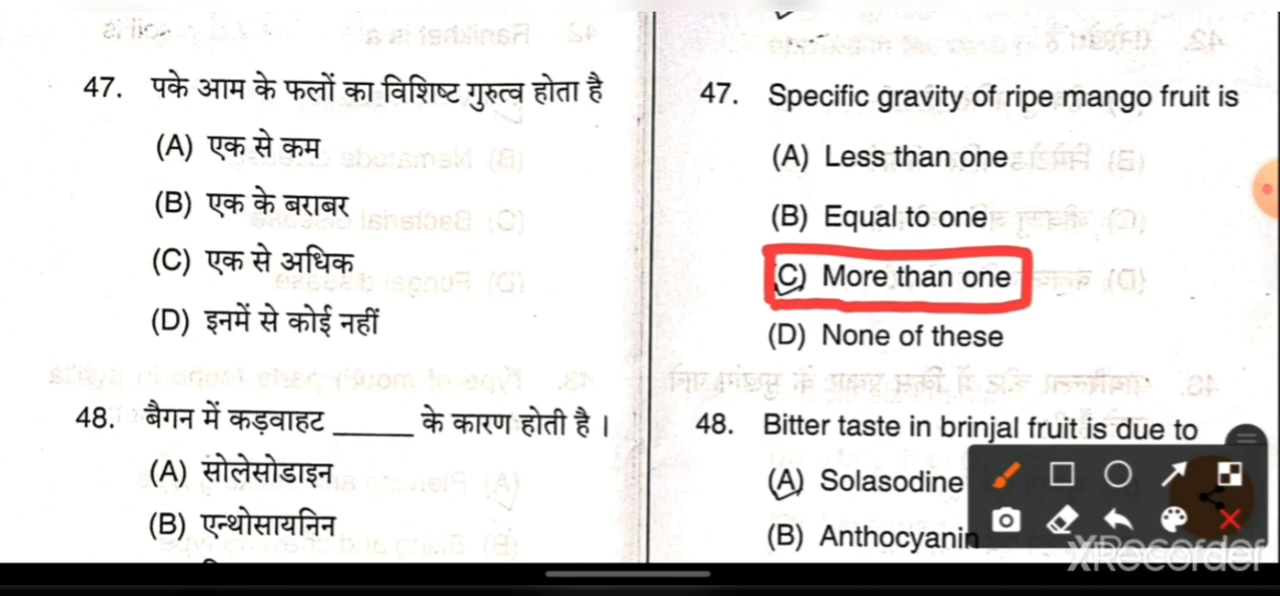 47. पके आम के फलों का विशिष्ट गुरुत्व होता है
(A) एक से कम
(B) एक के बराबर
(C) एक से अधिक
(D) इनमें से कोई नहीं
48. बैगन में कड़वाहट ______ के कारण होती है ।
(A) सोलेसोडाइन
(B) एन्थोसायनिन
47. Specific gravity of ripe mango fruit is
(A) Less than one
(B) Equal to one
(C) More than one
(D) None of these
48. Bitter taste in brinjal fruit is due to
(A) Solasodine
(B) Anthocyanin
XRecorder